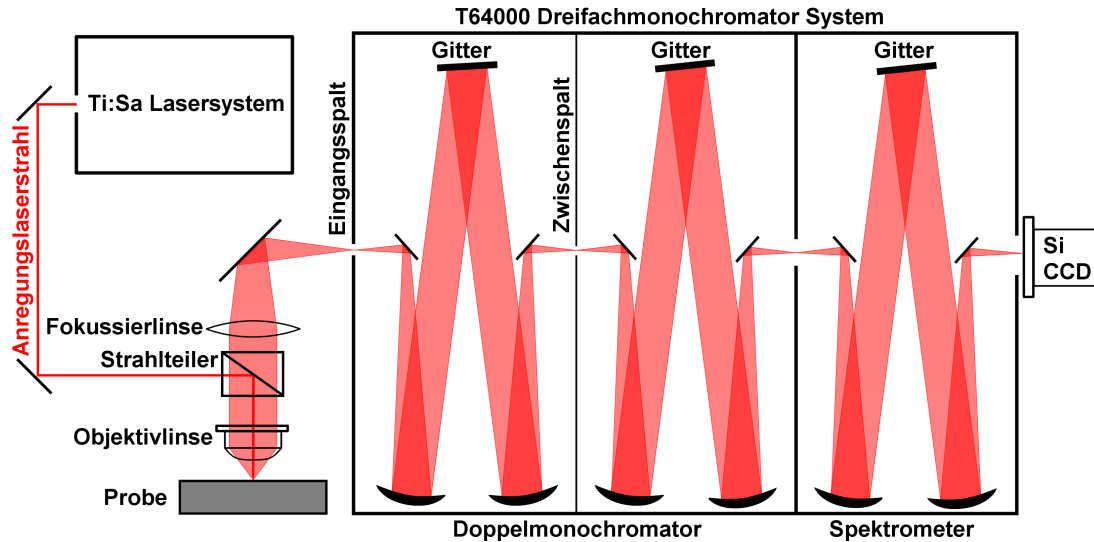 T64000 Dreifachmonochromator System
Ti:Sa Lasersystem
Anregungslaserstrahl
Gitter
Gitter
Gitter
Eingangsspalt
Zwischenspalt
Si
CCD
Fokussierlinse
Strahlteiler
Objektivlinse
Probe
Doppelmonochromator
Spektrometer